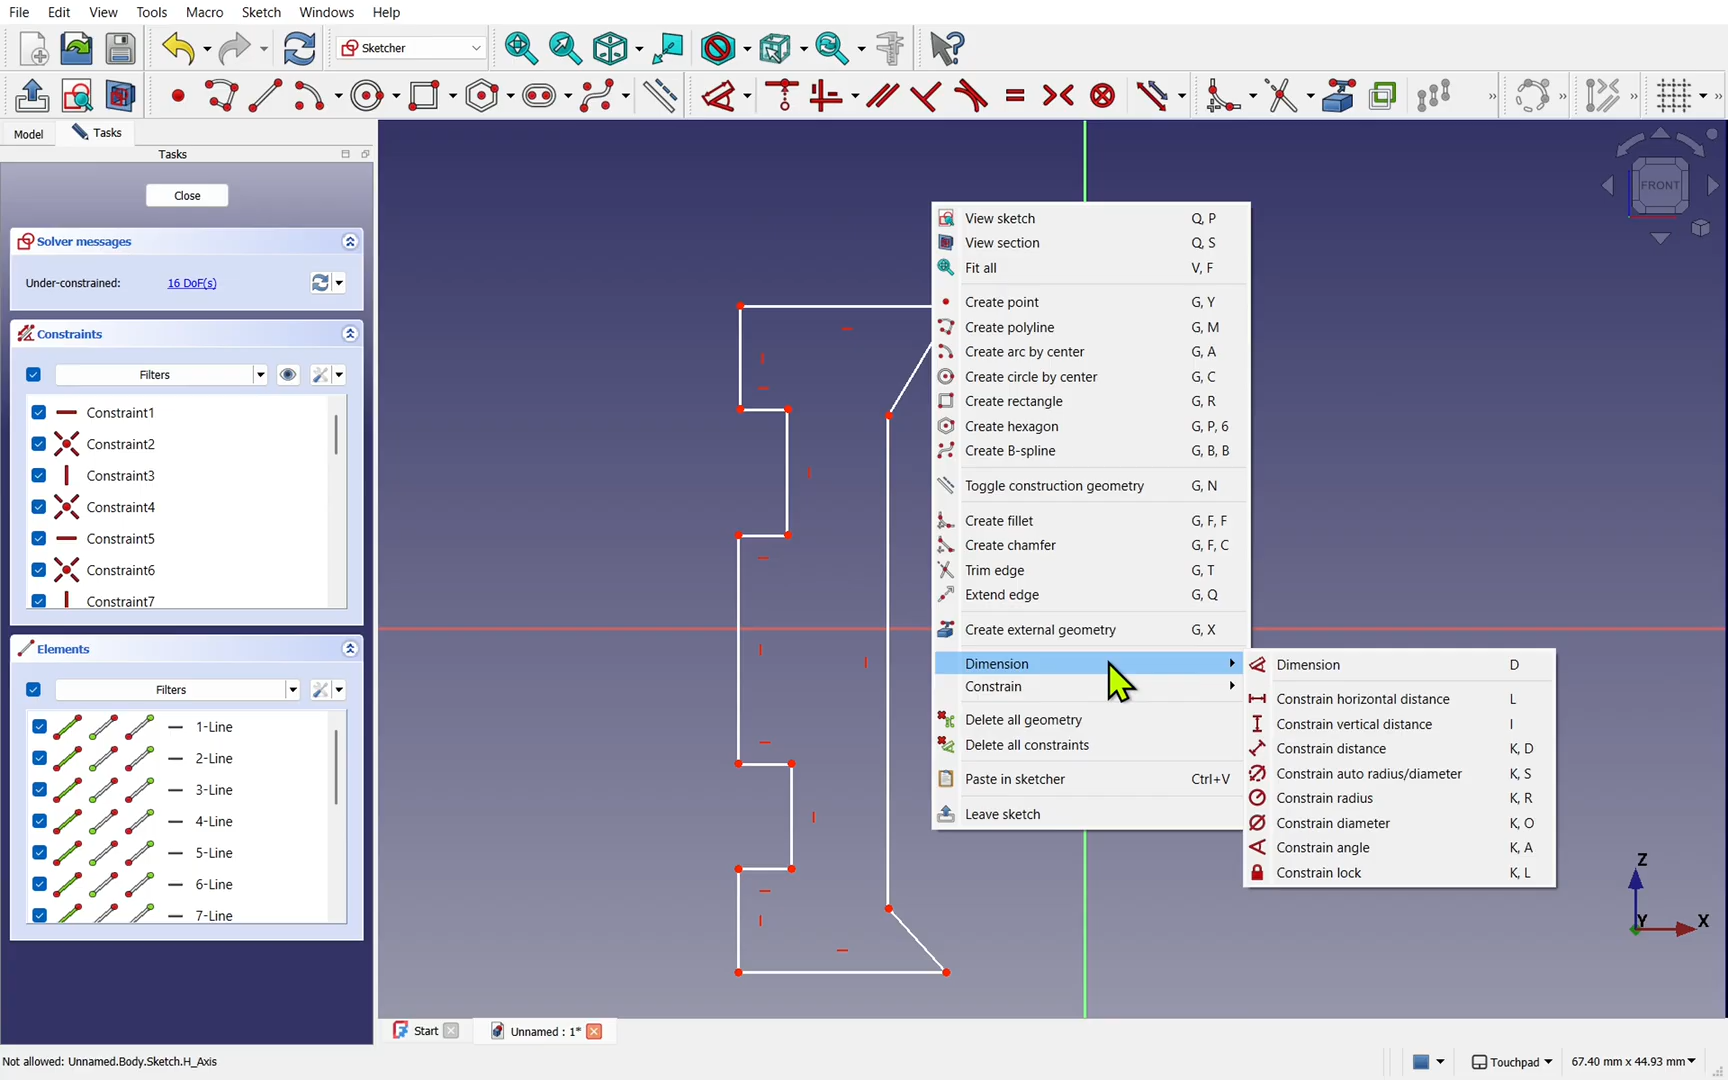 File Edit View Tools Macro Sketch Windows Help
Sketcher
Model Tasks
Tasks
Close
Solver messages
Under-constrained: 16 DoF(s)
Constraints
Filters
Constraint1
Constraint2
Constraint3
Constraint4
Constraint5
Constraint6
Constraint7
Elements
Filters
1-Line
2-Line
3-Line
4-Line
5-Line
6-Line
7-Line
FRONT
View sketch Q, P
View section Q, S
Fit all V, F
Create point G, Y
Create polyline G, M
Create arc by center G, A
Create circle by center G, C
Create rectangle G, R
Create hexagon G, P, 6
Create B-spline G, B, B
Toggle construction geometry G, N
Create fillet G, F, F
Create chamfer G, F, C
Trim edge G, T
Extend edge G, Q
Create external geometry G, X
Dimension
Constrain
Delete all geometry
Delete all constraints
Paste in sketcher Ctrl+V
Leave sketch
Dimension D
Constrain horizontal distance L
Constrain vertical distance I
Constrain distance K, D
Constrain auto radius/diameter K, S
Constrain radius K, R
Constrain diameter K, O
Constrain angle K, A
Constrain lock K, L
Z
Y X
Start Unnamed : 1*
Not allowed: Unnamed.Body.Sketch.H_Axis
Touchpad 67.40 mm x 44.93 mm